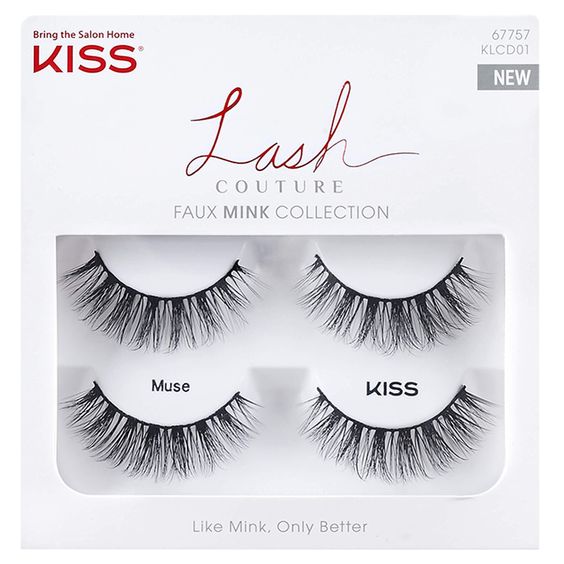 Bring the Salon Home
KISS®
67757
KLCD01
NEW
Lash
COUTURE
FAUX MINK COLLECTION
Muse
KISS
Like Mink, Only Better